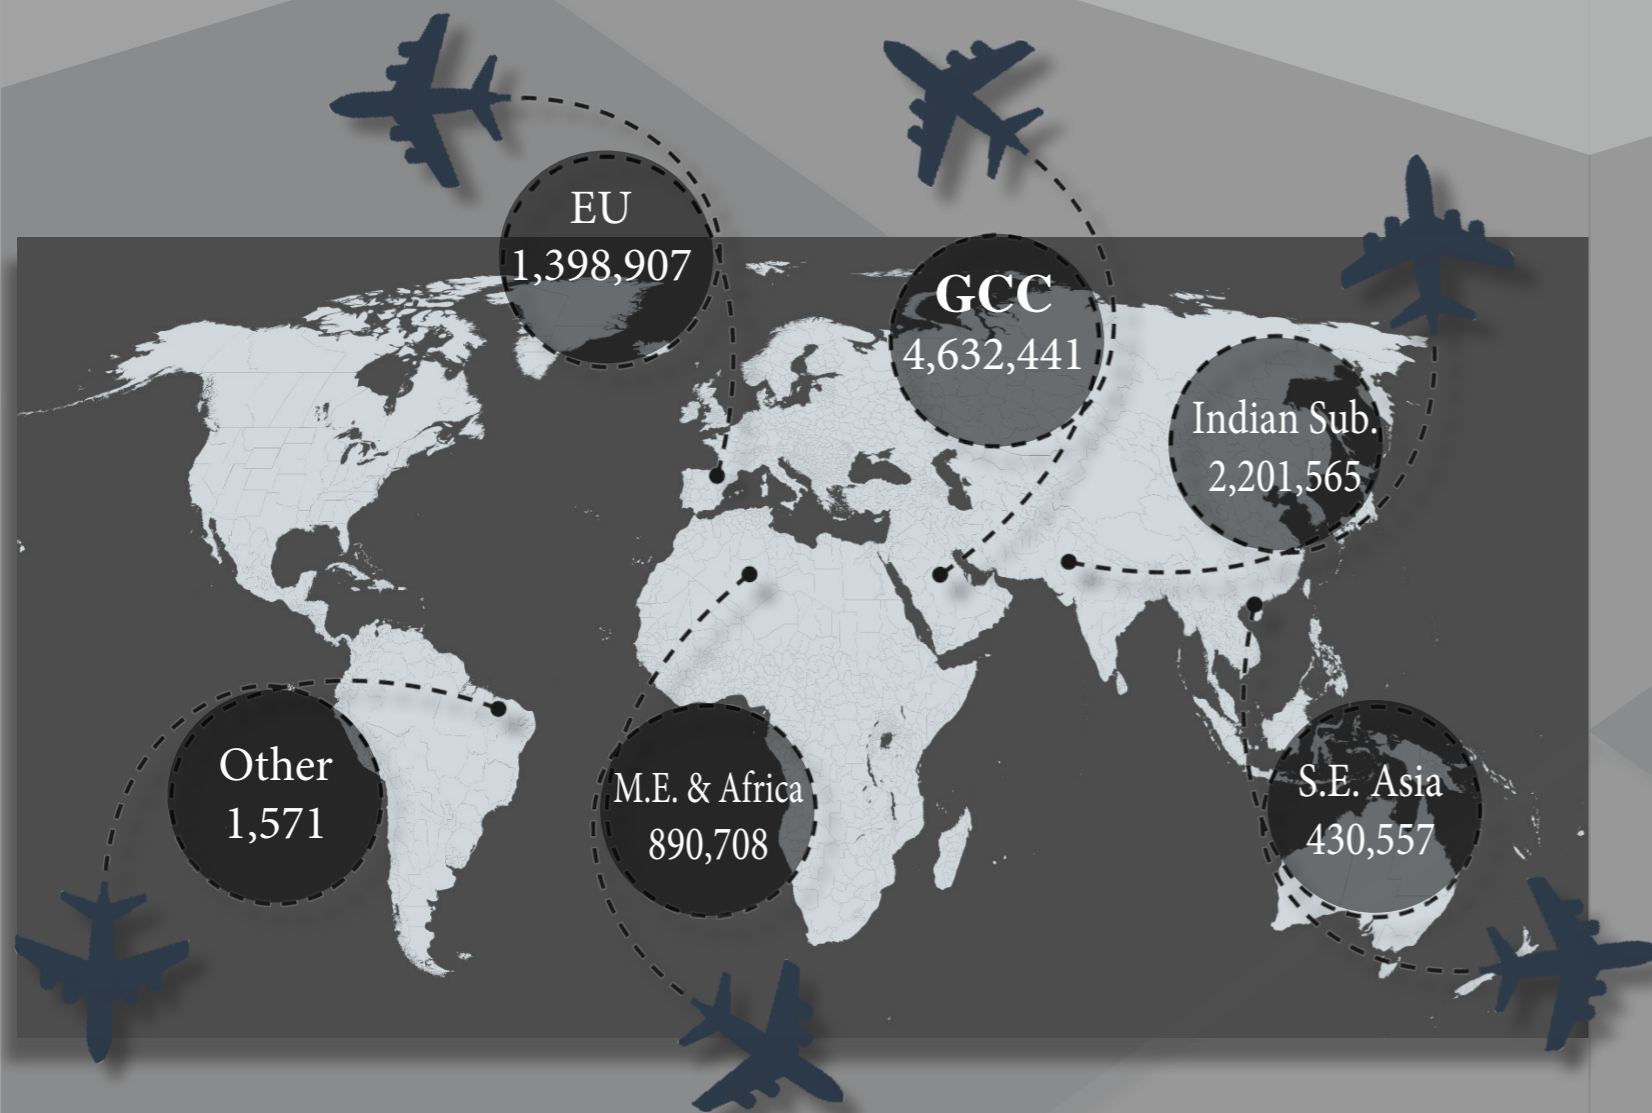 EU
1,398,907
GCC
4,632,441
Indian Sub.
2,201,565
Other
1,571
M.E. & Africa
890,708
S.E. Asia
430,557